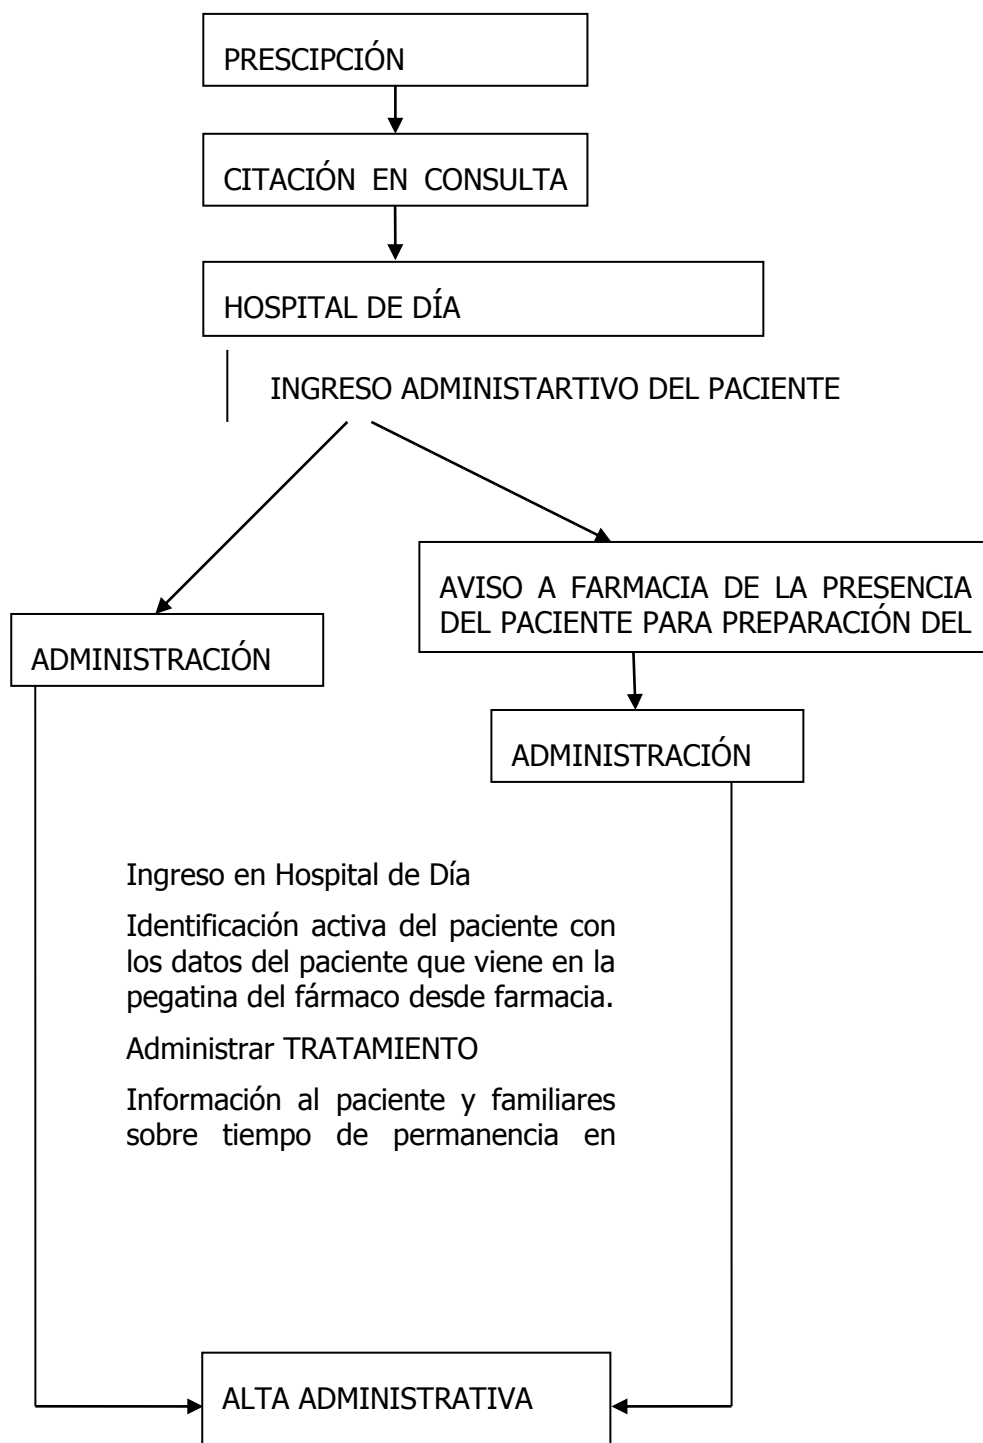 PRESCIPCIÓN
CITACIÓN EN CONSULTA
HOSPITAL DE DÍA
INGRESO ADMINISTARTIVO DEL PACIENTE
AVISO A FARMACIA DE LA PRESENCIA
DEL PACIENTE PARA PREPARACIÓN DEL
ADMINISTRACIÓN
ADMINISTRACIÓN
Ingreso en Hospital de Día
Identificación activa del paciente con
los datos del paciente que viene en la
pegatina del fármaco desde farmacia.
Administrar TRATAMIENTO
Información al paciente y familiares
sobre tiempo de permanencia en
ALTA ADMINISTRATIVA